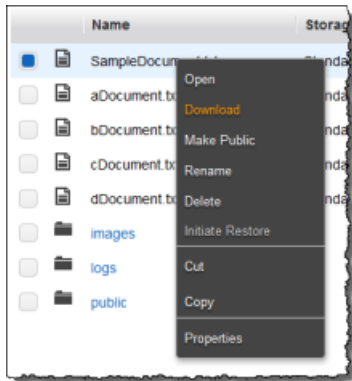 Name Storag
SampleDocum
Open
aDocument.tx
Download
bDocument.tx
Make Public
cDocument.tx
Rename
dDocument.tx
Delete
images
Initiate Restore
logs
Cut
public
Copy
Properties